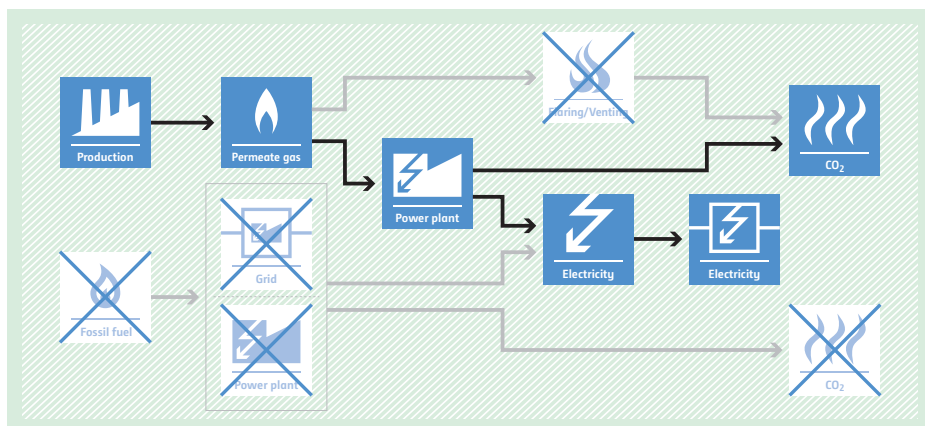 Flaring/Venting
Production
Permeate gas
CO₂
Power plant
Grid
Electricity
Electricity
Fossil fuel
Power plant
CO₂